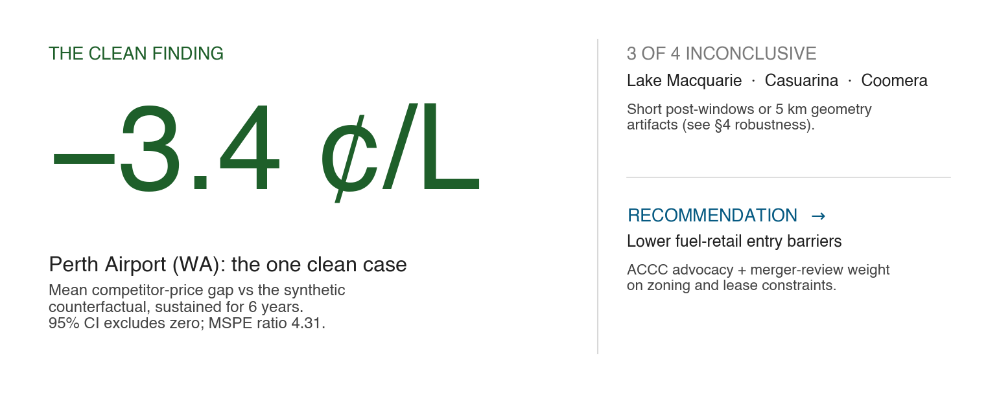 THE CLEAN FINDING
−3.4 ¢/L
Perth Airport (WA): the one clean case
Mean competitor-price gap vs the synthetic
counterfactual, sustained for 6 years.
95% CI excludes zero; MSPE ratio 4.31.
3 OF 4 INCONCLUSIVE
Lake Macquarie · Casuarina · Coomera
Short post-windows or 5 km geometry
artifacts (see §4 robustness).
RECOMMENDATION →
Lower fuel-retail entry barriers
ACCC advocacy + merger-review weight
on zoning and lease constraints.